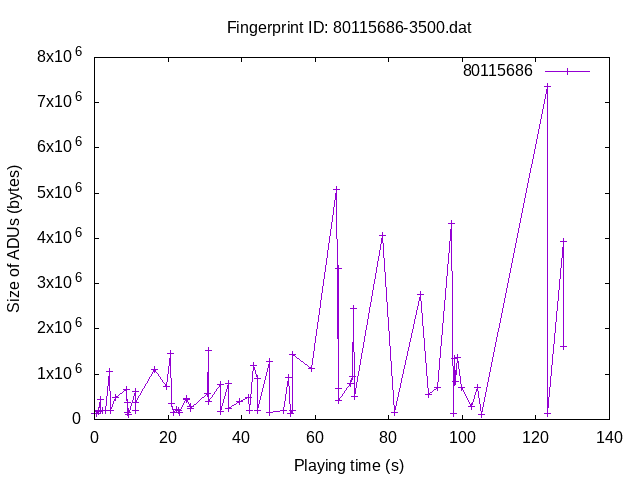 Fingerprint ID: 80115686-3500.dat
8x10^6
7x10^6
6x10^6
5x10^6
4x10^6
3x10^6
2x10^6
1x10^6
0
80115686
Size of ADUs (bytes)
0 20 40 60 80 100 120 140
Playing time (s)